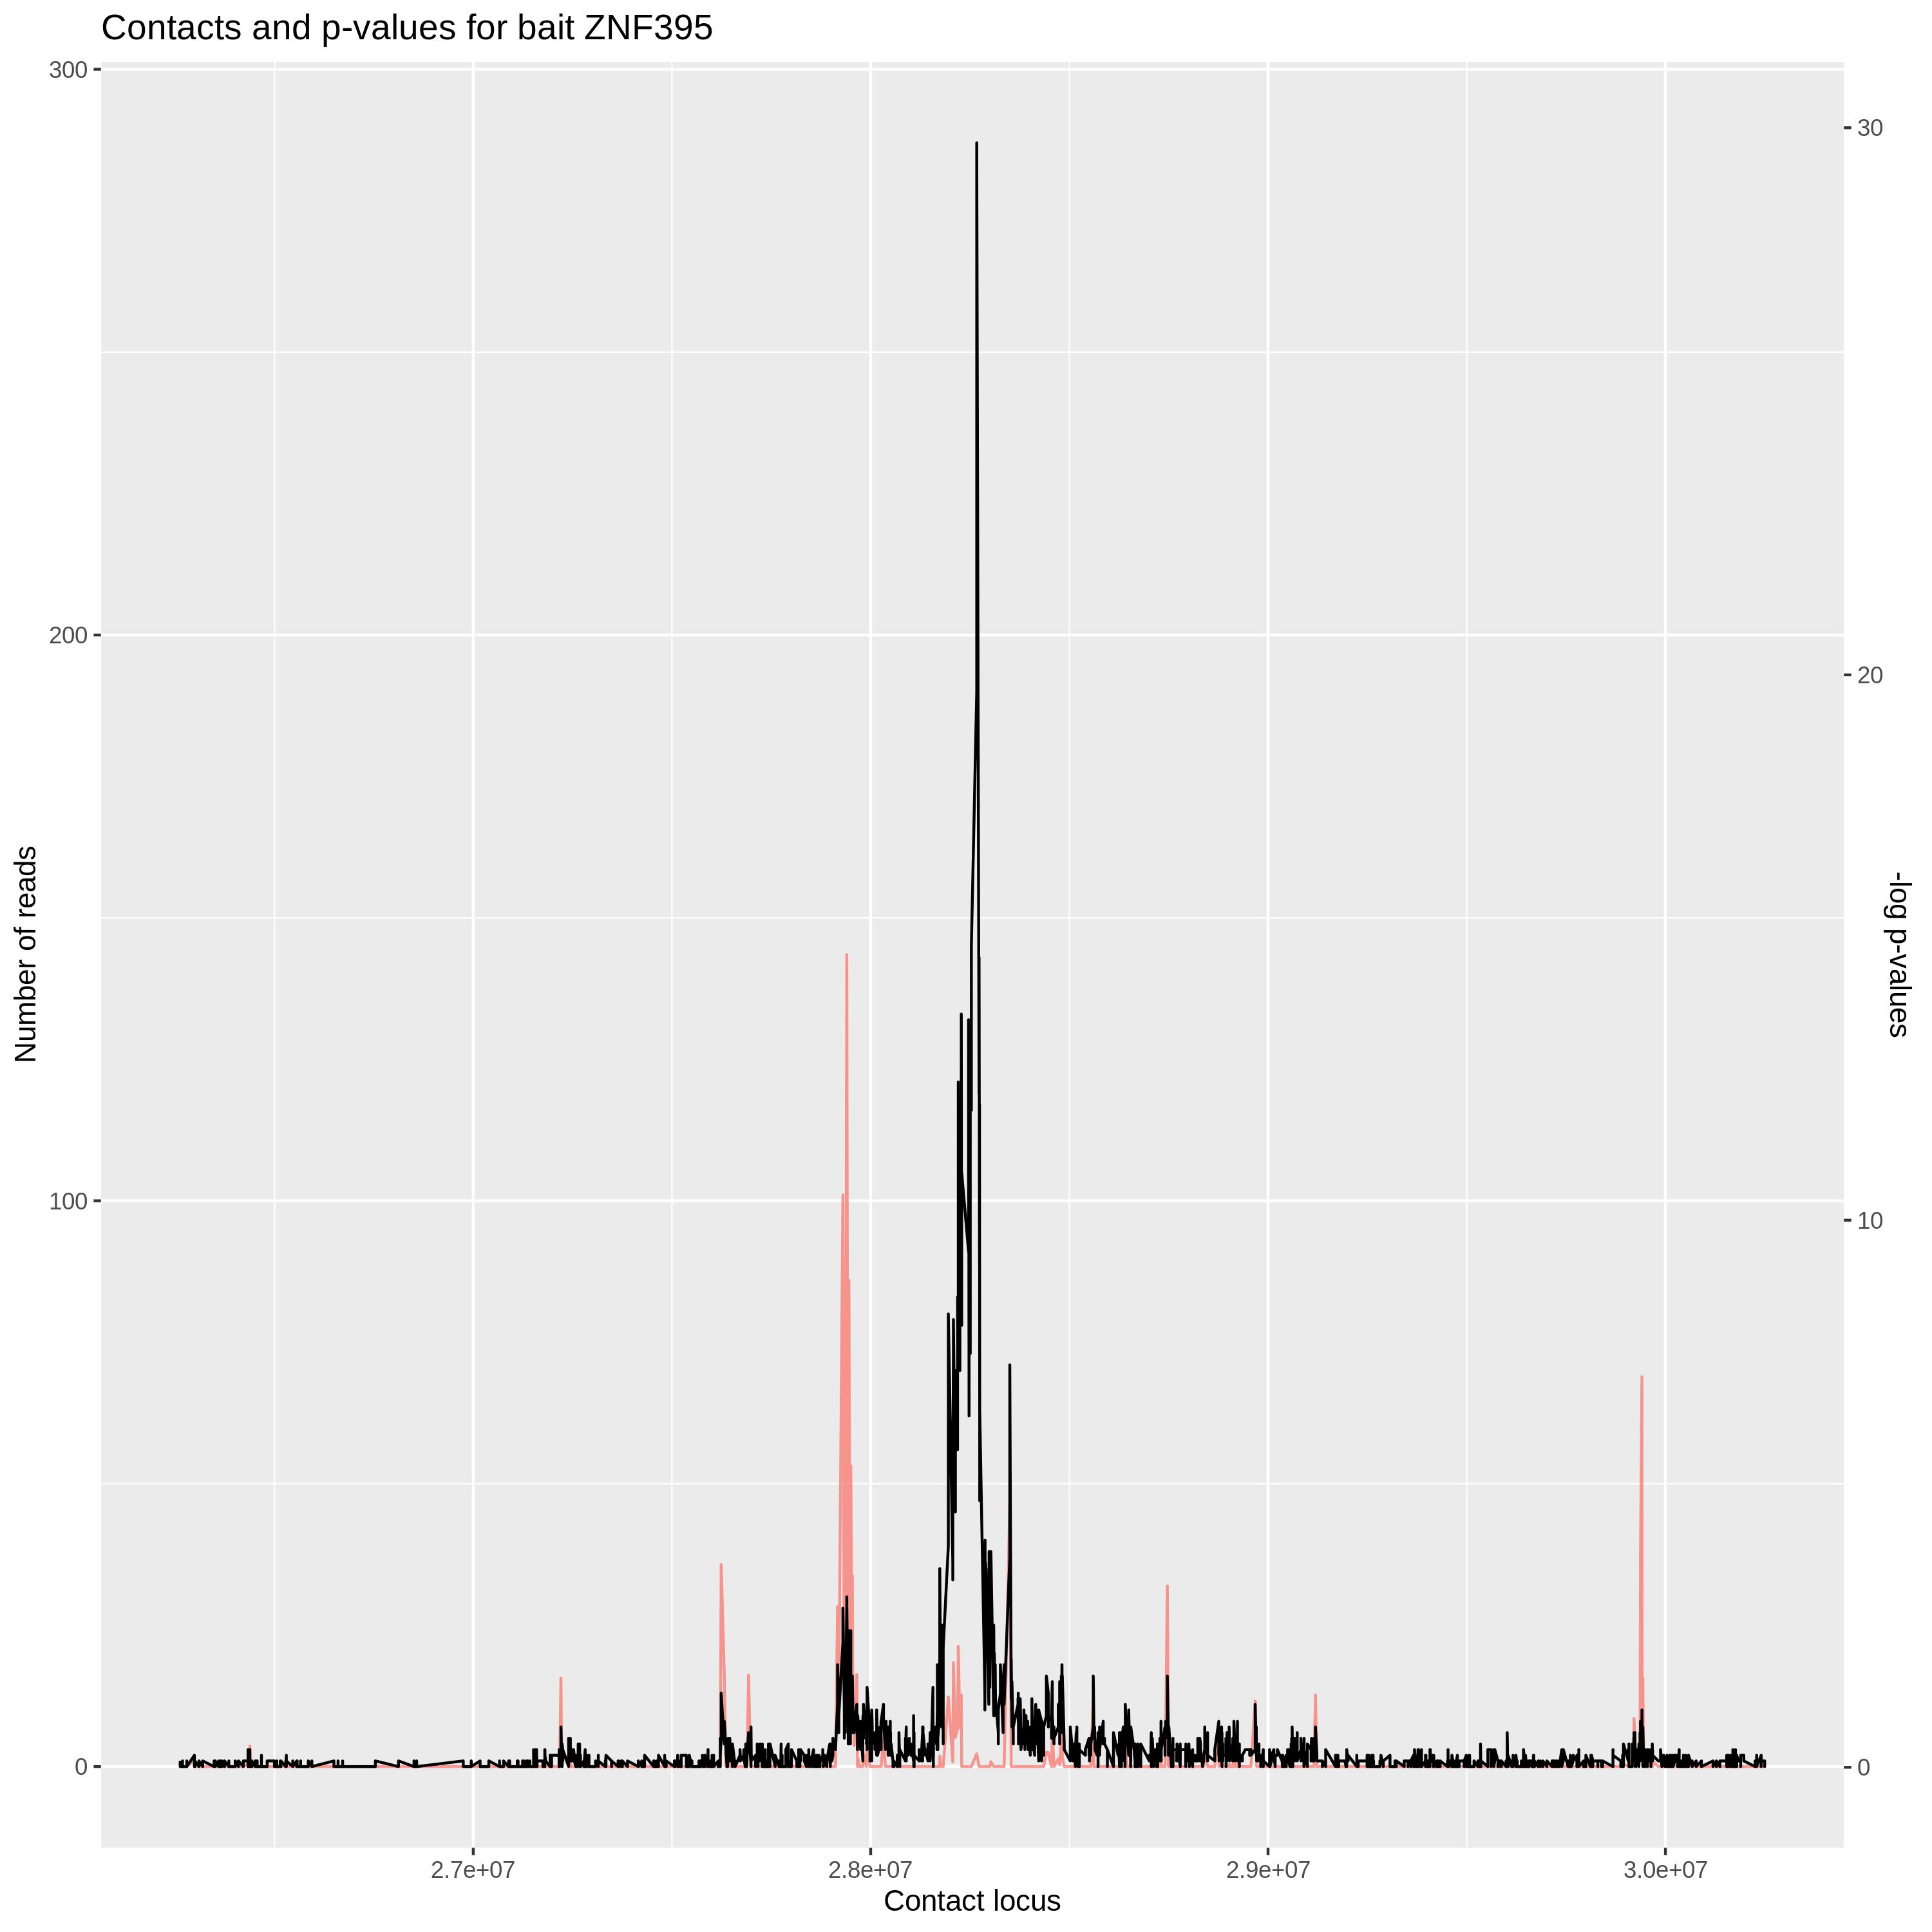 Contacts and p-values for bait ZNF395
300
200
100
0
Number of reads
30
20
10
0
-log p-values
2.7e+07
2.8e+07
2.9e+07
3.0e+07
Contact locus